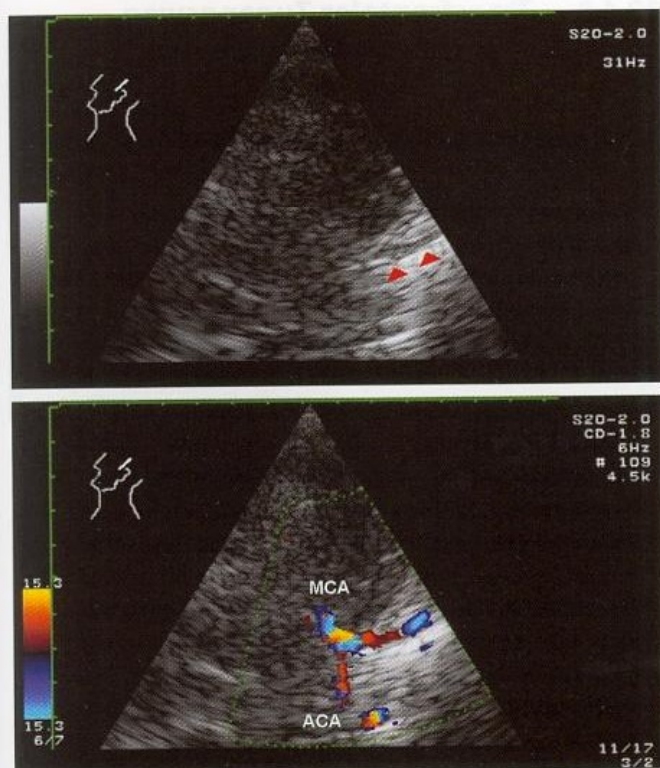 S20-2.0
31Hz
S20-2.0
CD-1.8
6Hz
# 109
4.5k
MCA
15.3
ACA
15.3
6/7
11/17
3/2